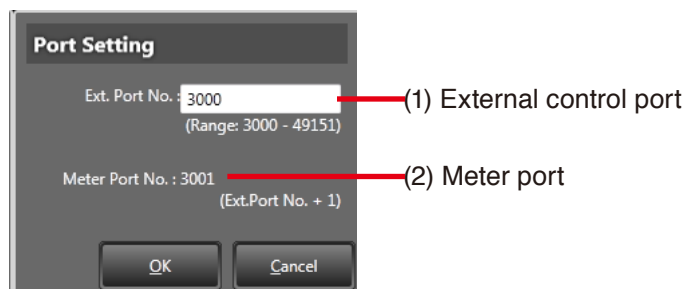 Port Setting
Ext. Port No. : 3000
(1) External control port
(Range: 3000 - 49151)
Meter Port No. : 3001
(2) Meter port
(Ext.Port No. + 1)
OK
Cancel